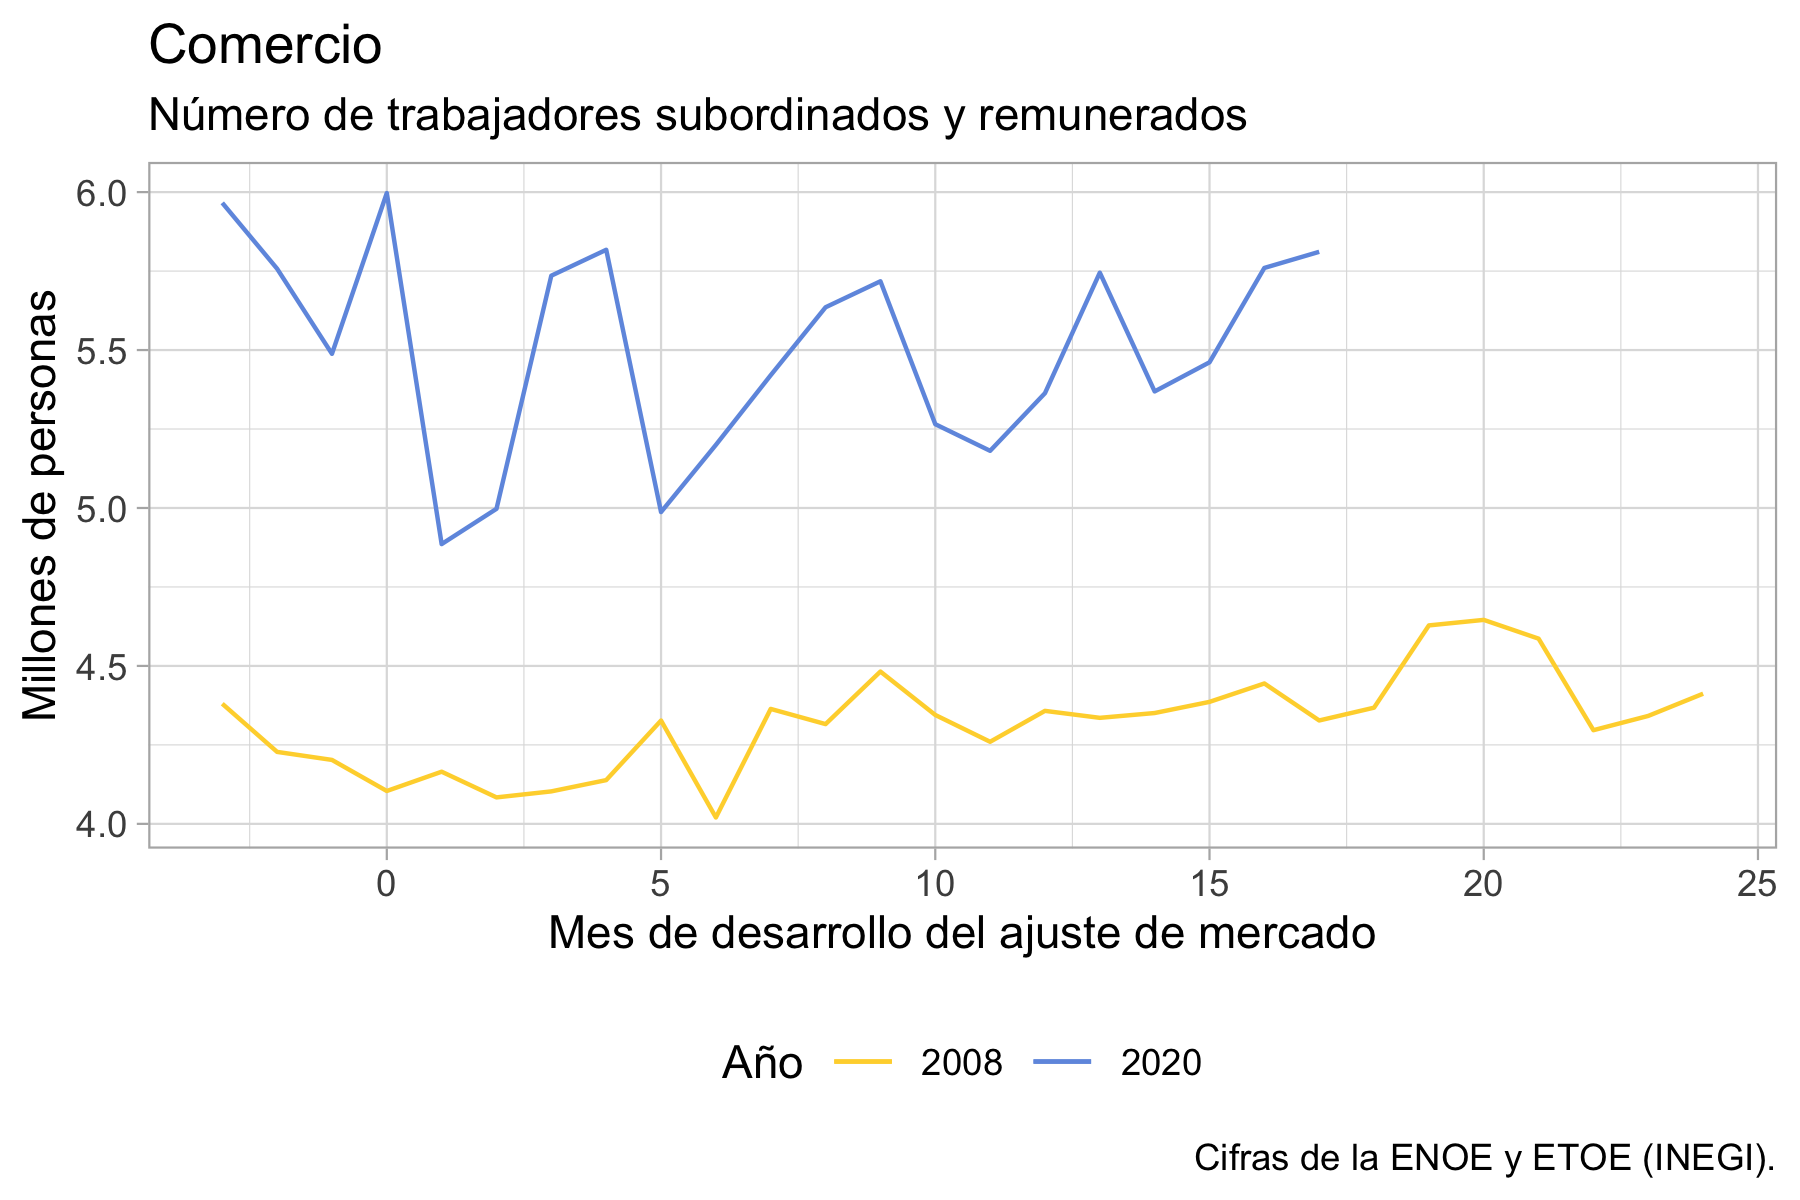 Comercio
Número de trabajadores subordinados y remunerados
Millones de personas
6.0
5.5
5.0
4.5
4.0
0 5 10 15 20 25
Mes de desarrollo del ajuste de mercado
Año 2008 2020
Cifras de la ENOE y ETOE (INEGI).